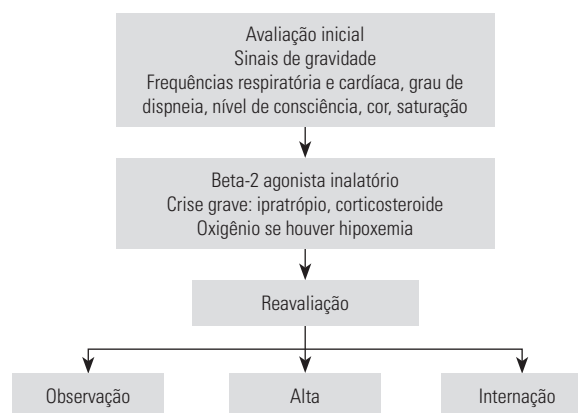 Avaliação inicial
Sinais de gravidade
Frequências respiratória e cardíaca, grau de
dispneia, nível de consciência, cor, saturação
Beta-2 agonista inalatório
Crise grave: ipratrópio, corticosteroide
Oxigênio se houver hipoxemia
Reavaliação
Observação
Alta
Internação